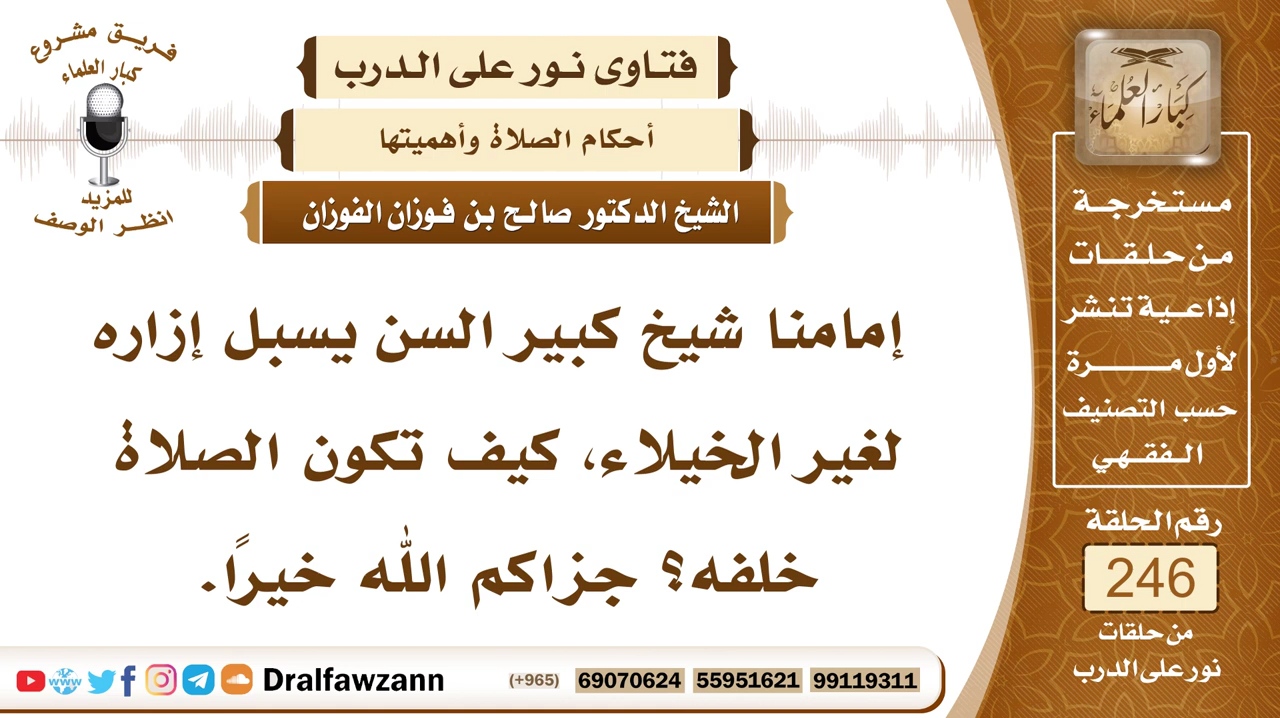 فريق مشروع
كبار العلماء
للمزيد
انظر الوصف
فتاوى نور على الدرب
أحكام الصلاة وأهميتها
الشيخ الدكتور صالح بن فوزان الفوزان
إمامنا شيخ كبير السن يسبل إزاره
لغير الخيلاء، كيف تكون الصلاة
خلفه؟ جزاكم الله خيراً.
كبار العلماء
مستخرجة
من حلقات
إذاعية تنشر
لأول مرة
حسب التصنيف
الفقهي
رقم الحلقة
246
من حلقات
نور على الدرب
www Dralfawzann (+965) 69070624 55951621 99119311